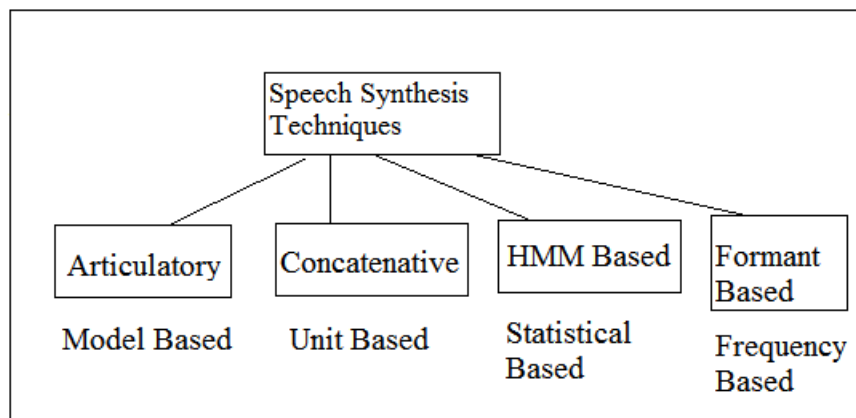 Speech Synthesis
Techniques
Articulatory
Concatenative
HMM Based
Formant
Based
Model Based
Unit Based
Statistical
Based
Frequency
Based